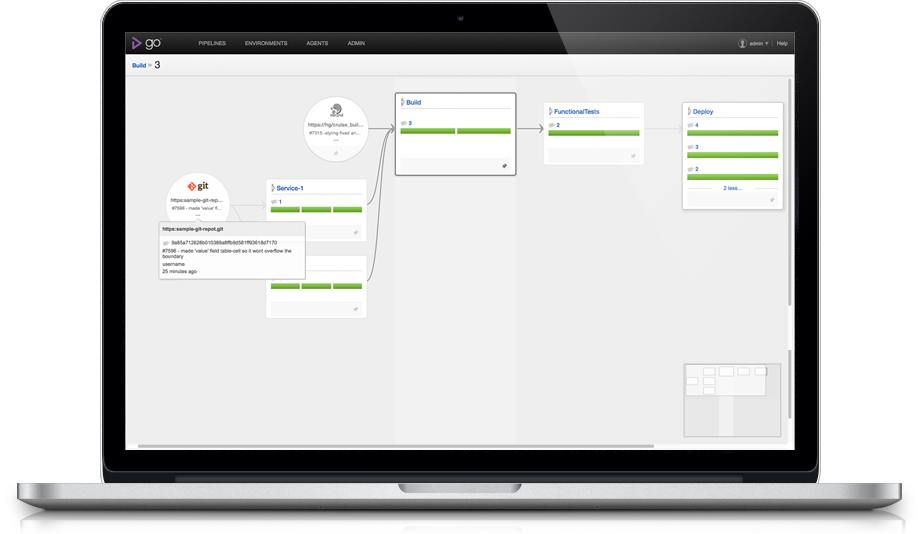 go
PIPELINES
ENVIRONMENTS
AGENTS
ADMIN
admin
Help
Build » 3
https://hg/cruise_buil...
#7315 -styling fixed an...
...
Build
3
FunctionalTests
2
Deploy
4
3
2
2 less...
git
https:sample-git-rep...
#7598 - made 'value' fi...
...
Service-1
1
https:sample-git-repot.git
#7598 - made 'value' field table-cell so it wont overflow the
boundary
username
25 minutes ago